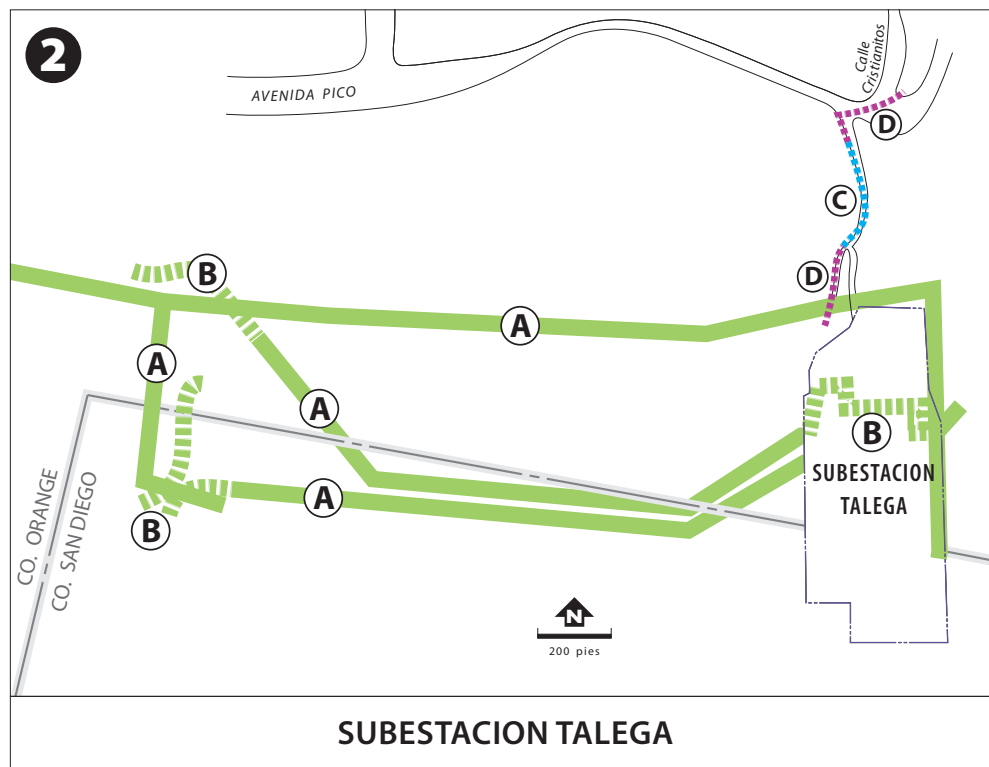 2
AVENIDA PICO
Calle
Cristianitos
D
C
B
D
A
A
A
B
SUBESTACION
TALEGA
A
B
CO. ORANGE
CO. SAN DIEGO
N
200 pies
SUBESTACION TALEGA